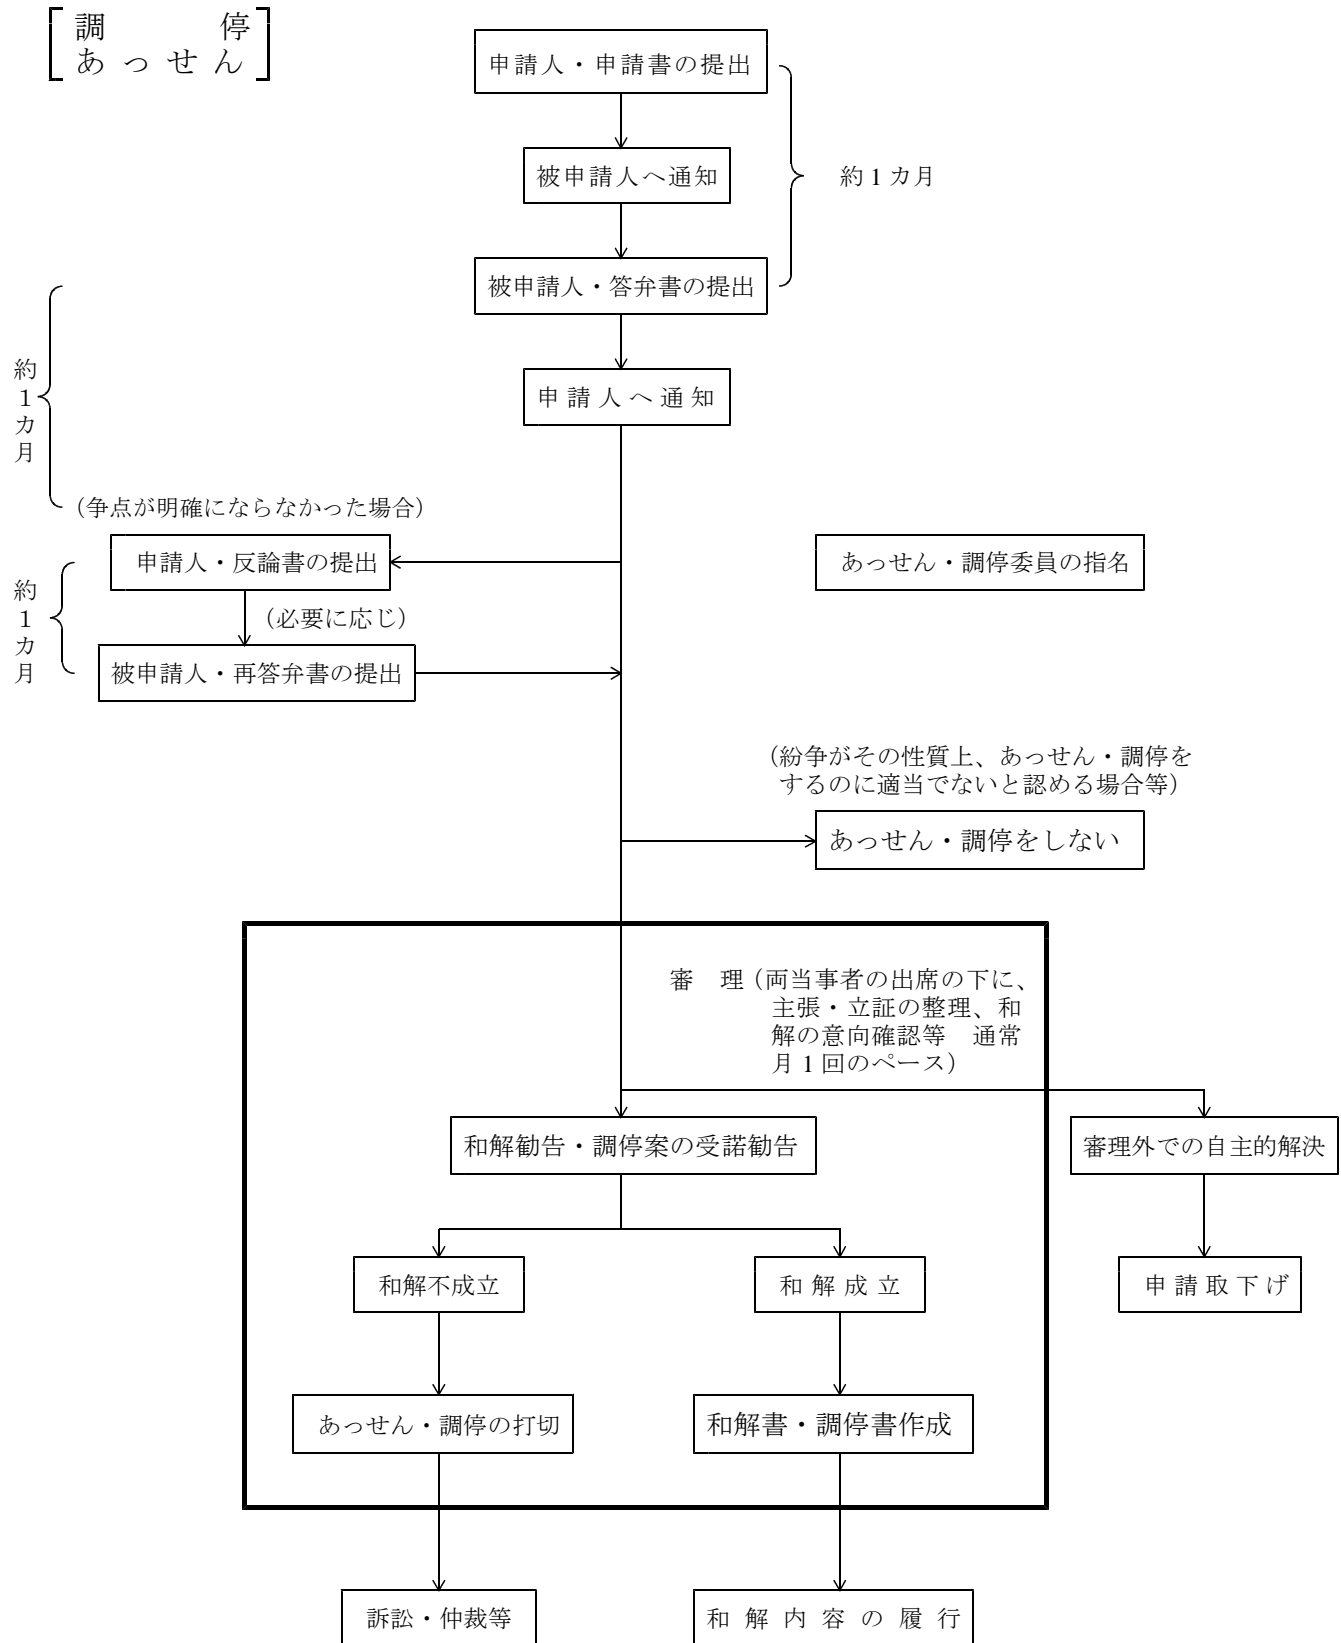 調　　　停
あっせん
申請人・申請書の提出
被申請人へ通知
約１カ月
被申請人・答弁書の提出
申請人へ通知
約１カ月
（争点が明確にならなかった場合）
申請人・反論書の提出
あっせん・調停委員の指名
約１カ月
（必要に応じ）
被申請人・再答弁書の提出
（紛争がその性質上、あっせん・調停を
するのに適当でないと認める場合等）
あっせん・調停をしない
審　理（両当事者の出席の下に、
主張・立証の整理、和
解の意向確認等　通常
月１回のペース）
和解勧告・調停案の受諾勧告
審理外での自主的解決
和解不成立
和解成立
申請取下げ
あっせん・調停の打切
和解書・調停書作成
訴訟・仲裁等
和解内容の履行